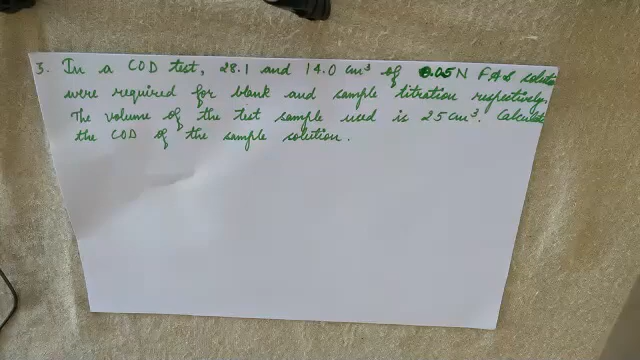 3. In a COD test, 28.1 and 14.0 cm³ of 0.05N FAS solution
were required for blank and sample titration respectively.
The volume of the test sample used is 25 cm³. Calculate
the COD of the sample solution.